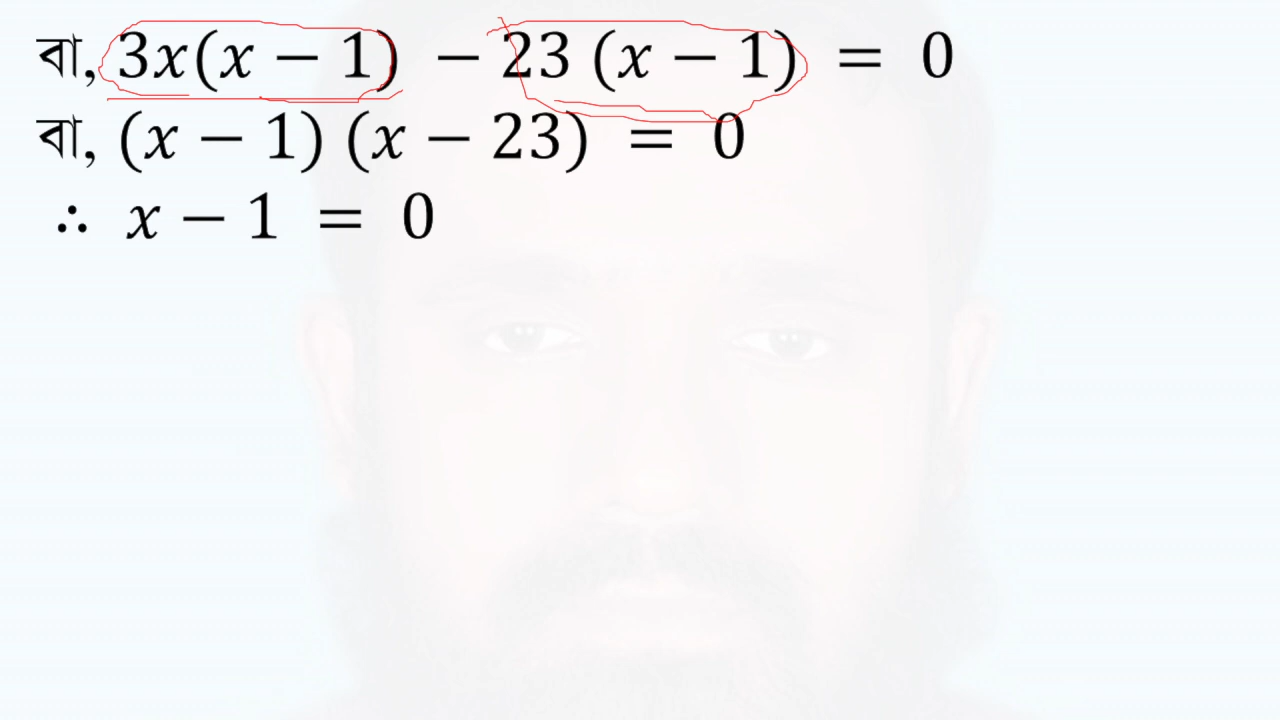 বা, 3x(x − 1) − 23 (x − 1) = 0
বা, (x − 1) (x − 23) = 0
∴ x − 1 = 0